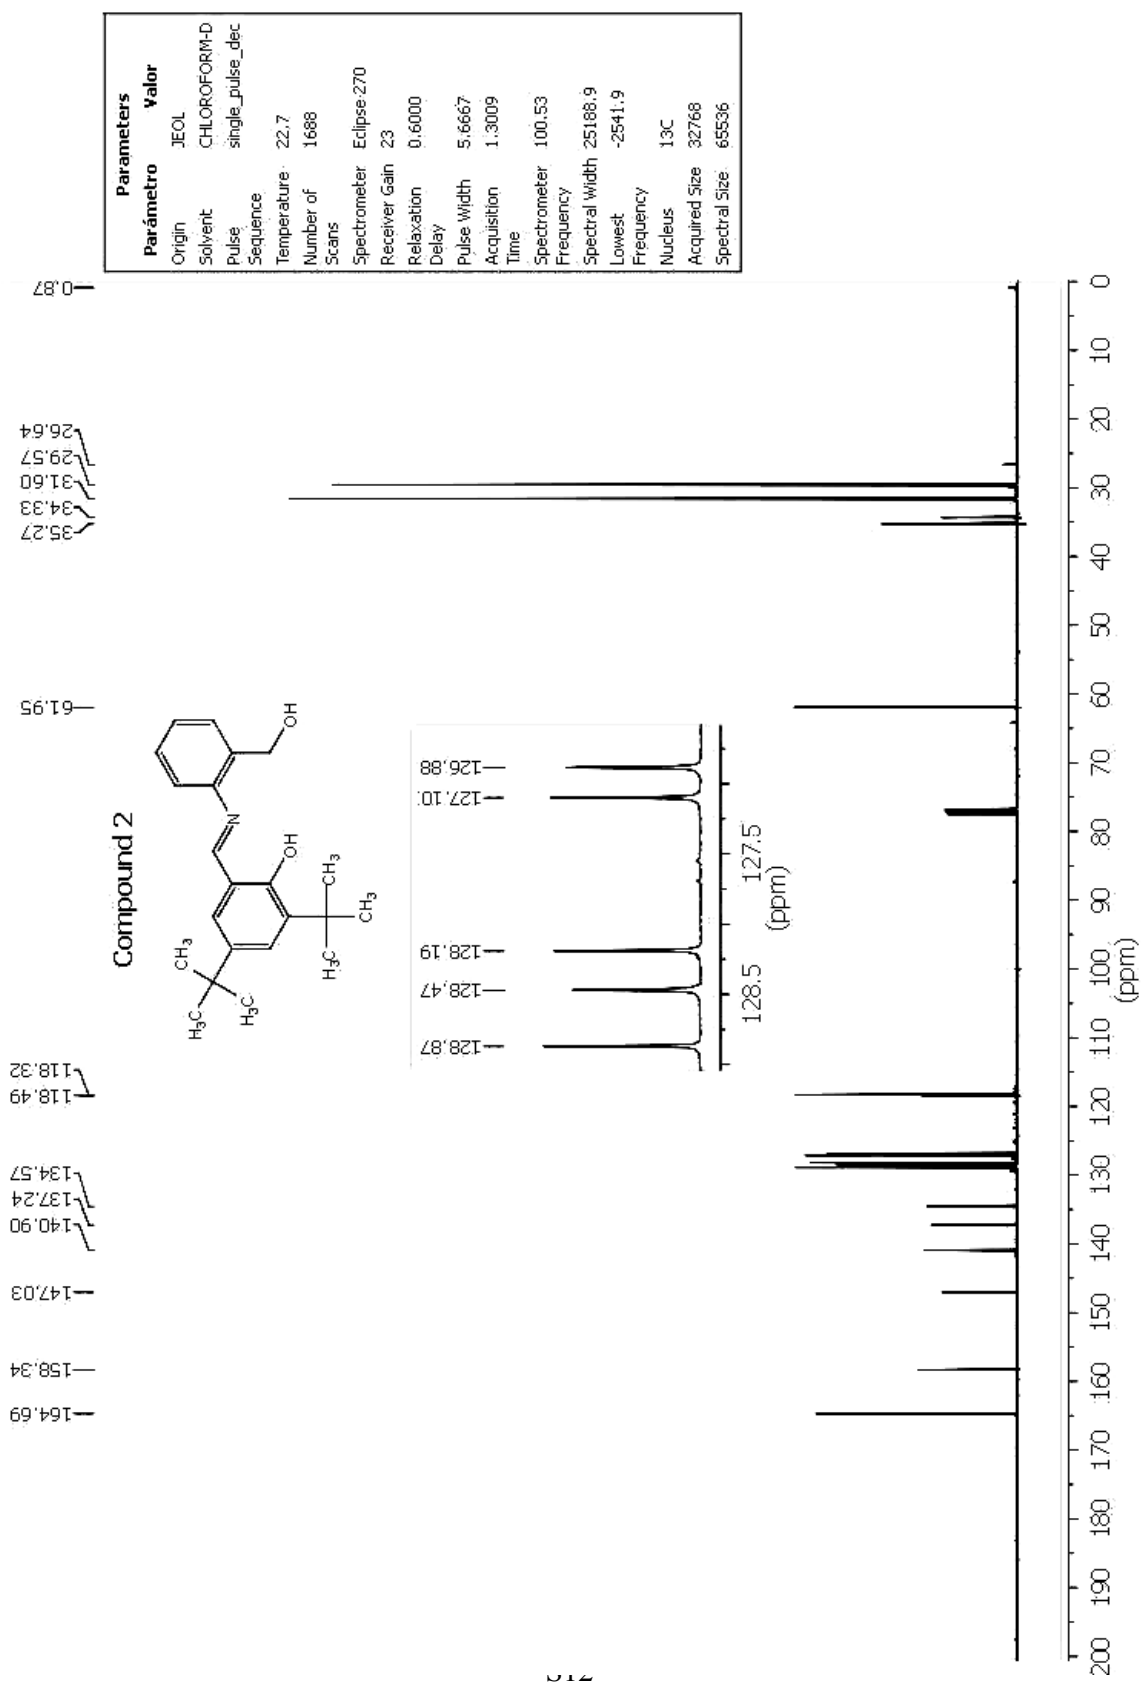 Parameters
Parámetro Valor
Origin JEOL
Solvent CHLOROFORM-D
Pulse single_pulse_dec
Sequence
Temperature 22.7
Number of 1688
Scans
Spectrometer Eclipse-270
Receiver Gain 23
Relaxation 0.6000
Delay
Pulse Width 5.6667
Acquisition 1.3009
Time
Spectrometer 100.53
Frequency
Spectral Width 25188.9
Lowest -2541.9
Frequency
Nucleus 13C
Acquired Size 32768
Spectral Size 65536
164.69
158.34
147.03
140.90
137.24
134.57
118.49
118.32
61.95
35.27
34.33
31.60
29.57
26.64
0.87
Compound 2
CH3
H3C
H3C
N
OH
OH
CH3
H3C
CH3
128.87
128.47
128.19
127.10
126.88
128.5 127.5
(ppm)
200 190 180 170 160 150 140 130 120 110 100 90 80 70 60 50 40 30 20 10 0
(ppm)